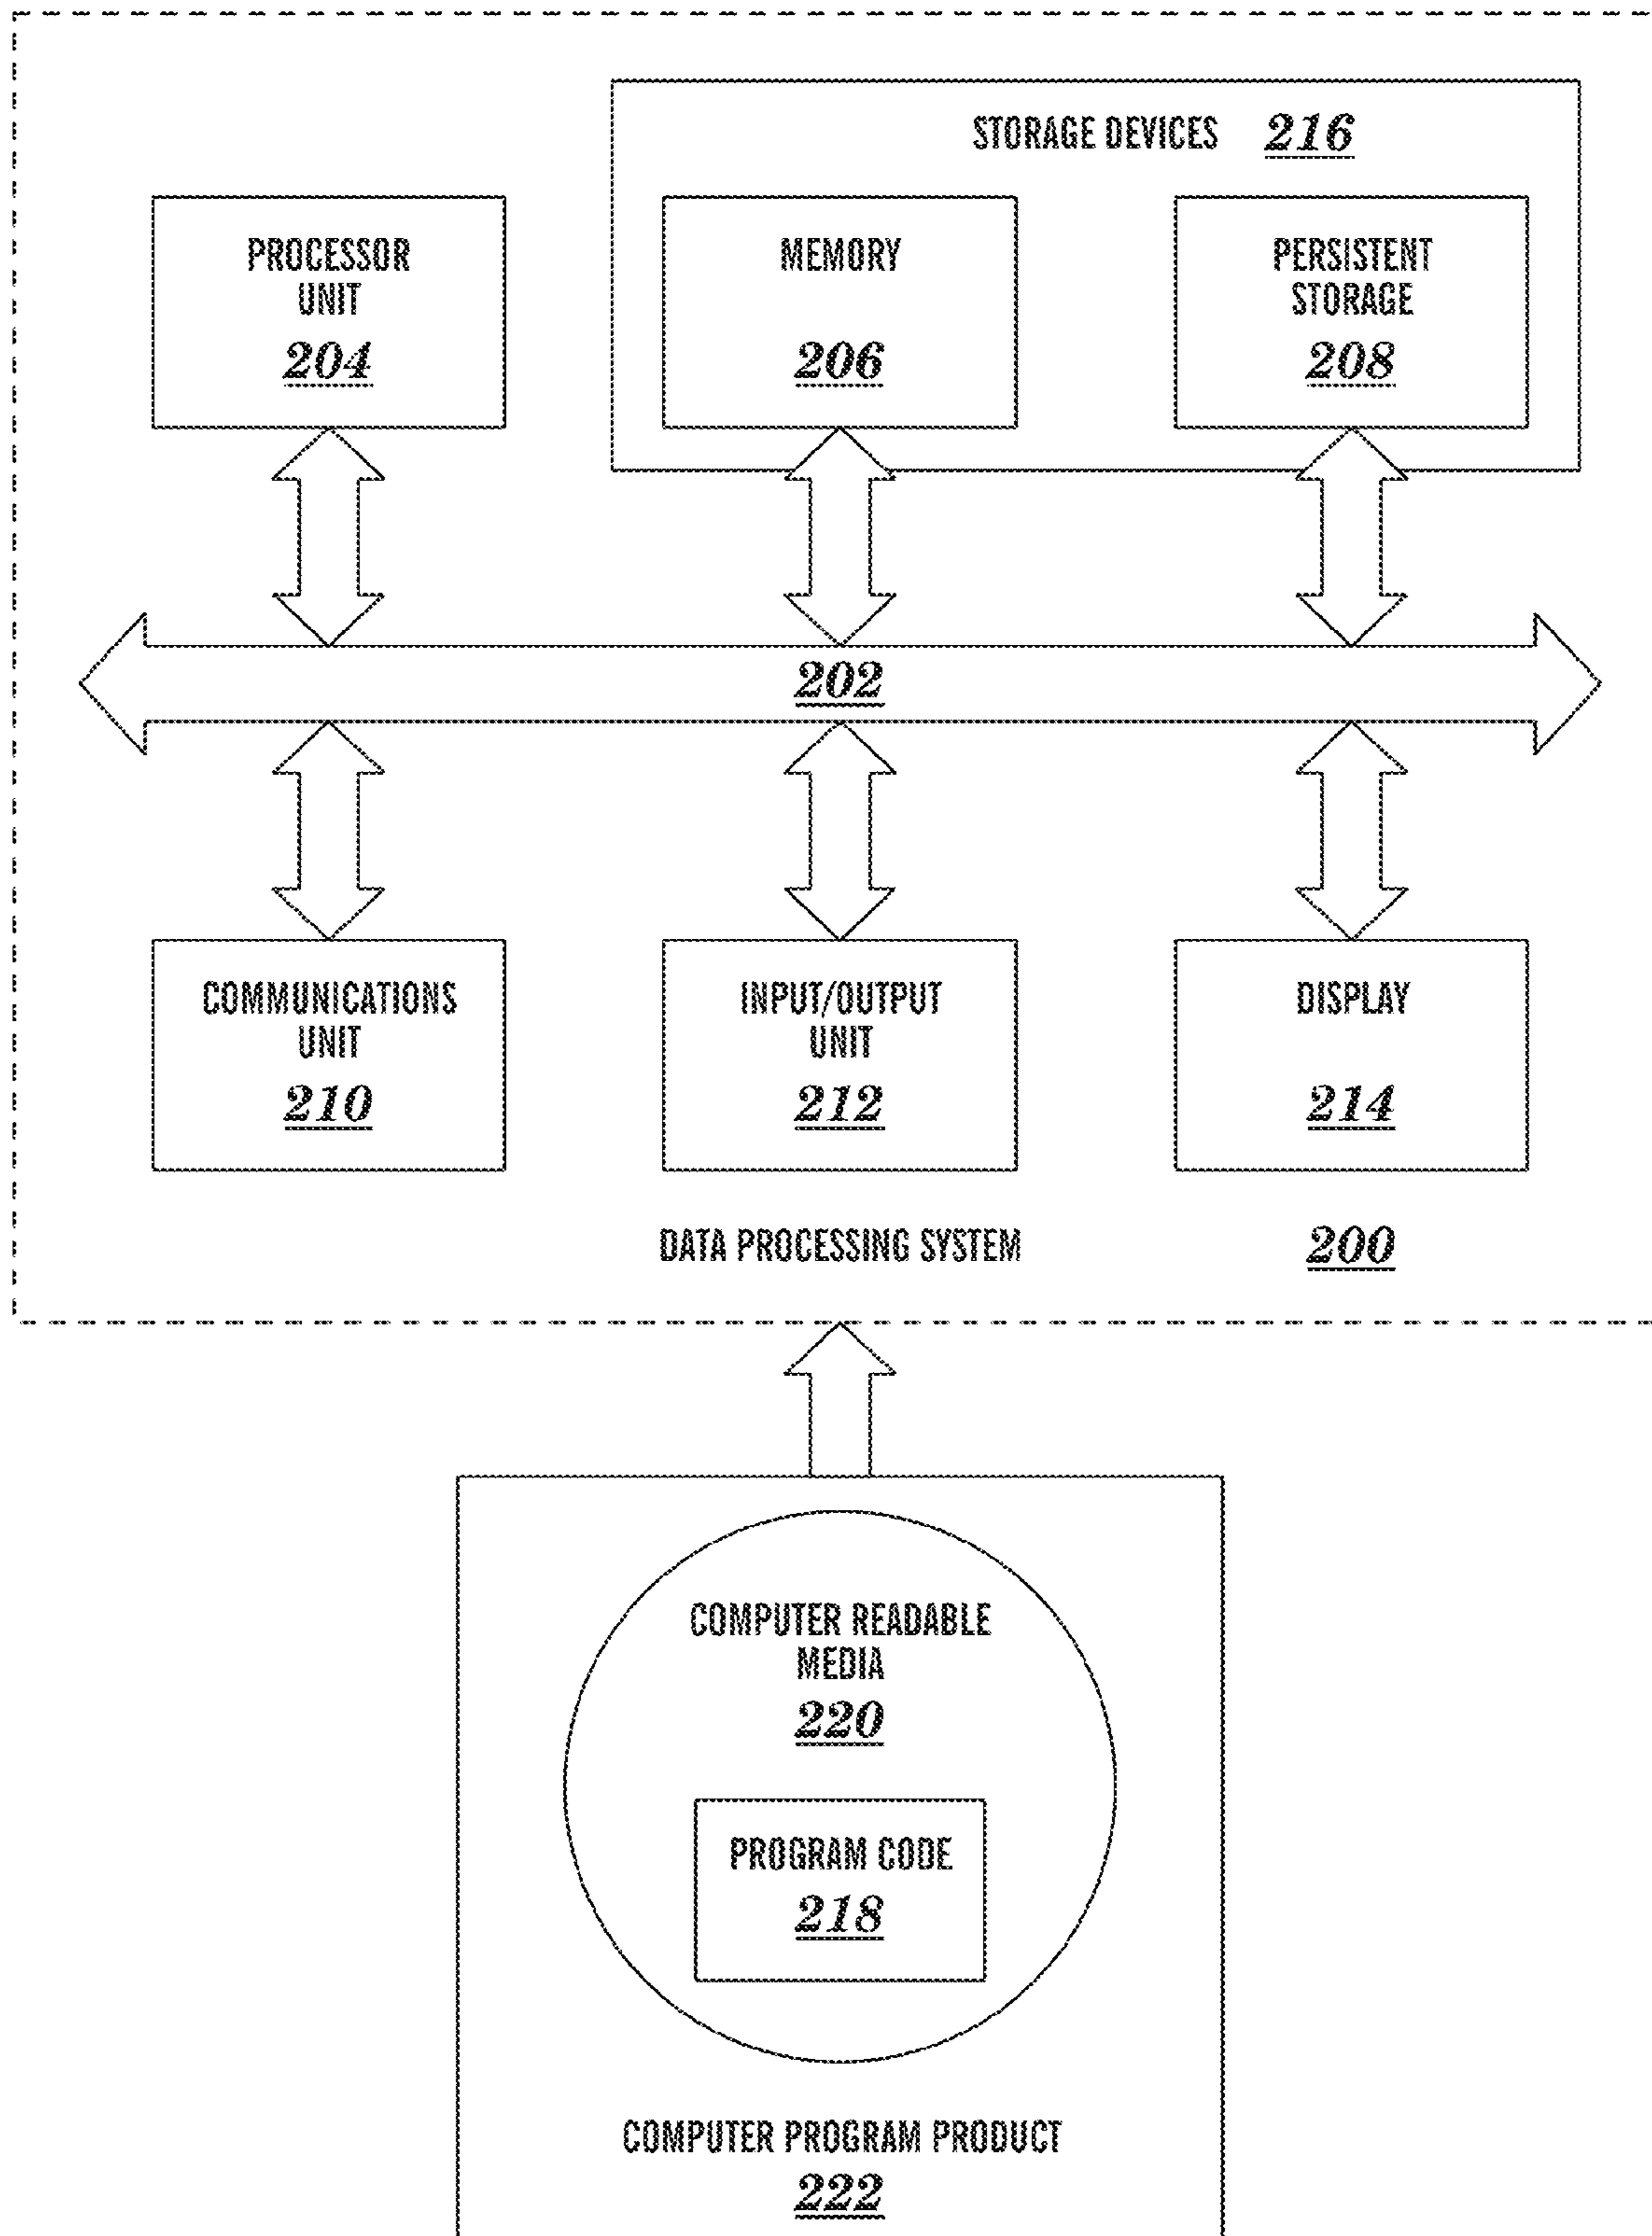 STORAGE DEVICES 216
PROCESSOR
UNIT
204
MEMORY
206
PERSISTENT
STORAGE
208
202
COMMUNICATIONS
UNIT
210
INPUT/OUTPUT
UNIT
212
DISPLAY
214
DATA PROCESSING SYSTEM 200
COMPUTER READABLE
MEDIA
220
PROGRAM CODE
218
COMPUTER PROGRAM PRODUCT
222